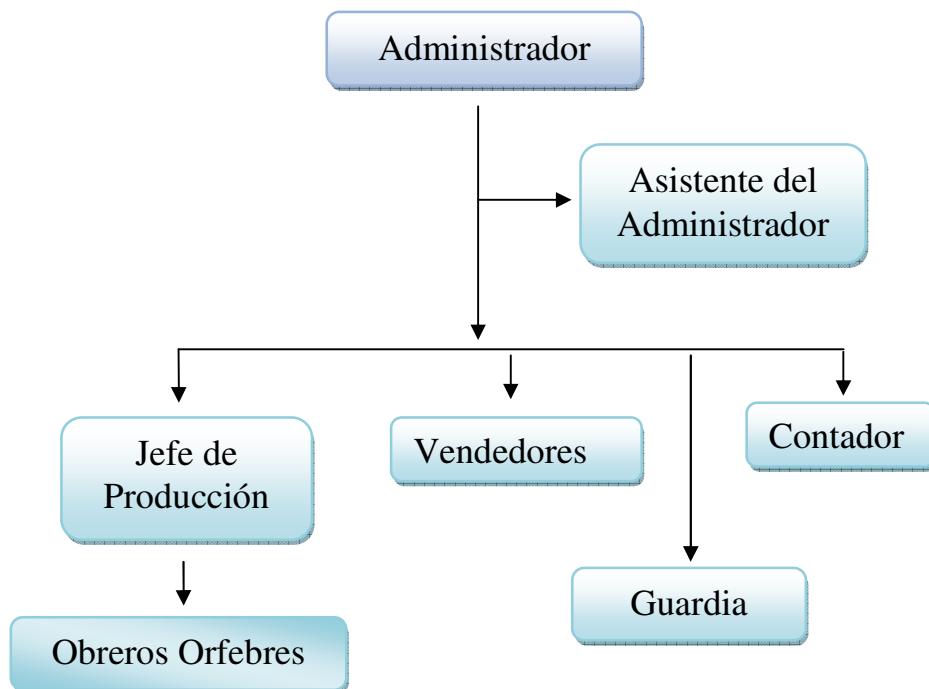 Administrador
Asistente del
Administrador
Jefe de
Producción
Vendedores
Contador
Guardia
Obreros Orfebres